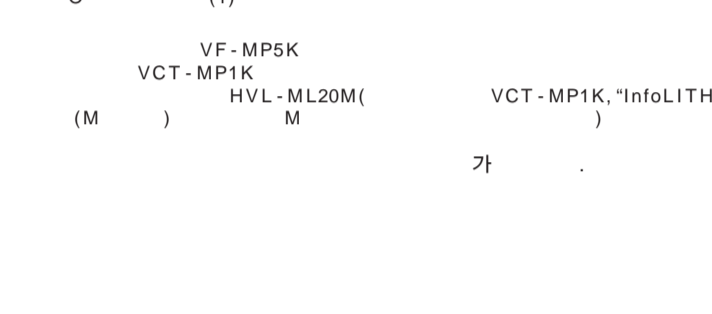 (1)
VF-MP5K
VCT-MP1K
HVL-ML20M( VCT-MP1K, “InfoLITH
(M ) M )
가 .